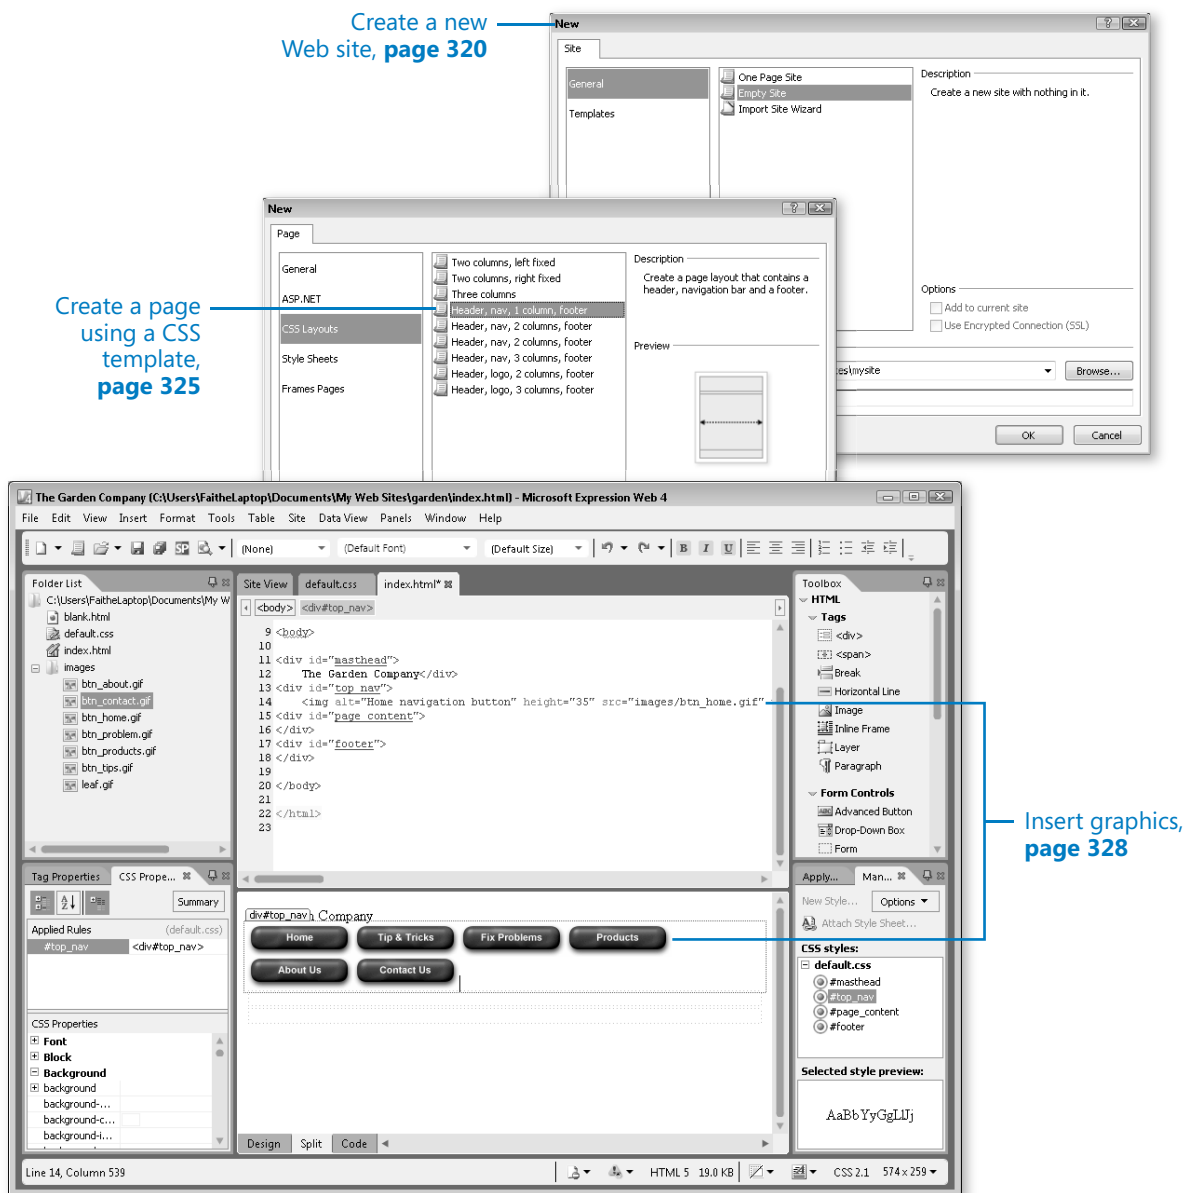 Create a new
Web site, page 320
New
Site
General
Templates
One Page Site
Empty Site
Import Site Wizard
Description
Create a new site with nothing in it.
Options
Add to current site
Use Encrypted Connection (SSL)
es\mysite
Browse...
OK
Cancel
Create a page
using a CSS
template,
page 325
New
Page
General
ASP.NET
CSS Layouts
Style Sheets
Frames Pages
Two columns, left fixed
Two columns, right fixed
Three columns
Header, nav, 1 column, footer
Header, nav, 2 columns, footer
Header, nav, 2 columns, footer
Header, nav, 3 columns, footer
Header, logo, 2 columns, footer
Header, logo, 3 columns, footer
Description
Create a page layout that contains a
header, navigation bar and a footer.
Preview
The Garden Company (C:\Users\FaitheLaptop\Documents\My Web Sites\garden\index.html) - Microsoft Expression Web 4
File Edit View Insert Format Tools Table Site Data View Panels Window Help
(None) (Default Font) (Default Size) B I U
Folder List
C:\Users\FaitheLaptop\Documents\My W
blank.html
default.css
index.html
images
btn_about.gif
btn_contact.gif
btn_home.gif
btn_problem.gif
btn_products.gif
btn_tips.gif
leaf.gif
Site View default.css index.html*
<body> <div#top_nav>
9 <body>
10
11 <div id="masthead">
12 The Garden Company</div>
13 <div id="top_nav">
14 <img alt="Home navigation button" height="35" src="images/btn_home.gif"
15 <div id="page_content">
16 </div>
17 <div id="footer">
18 </div>
19
20 </body>
21
22 </html>
23
Toolbox
HTML
Tags
<div>
<span>
Break
Horizontal Line
Image
Inline Frame
Layer
Paragraph
Form Controls
Advanced Button
Drop-Down Box
Form
Insert graphics,
page 328
Tag Properties CSS Prope...
Summary
Applied Rules (default.css)
#top_nav <div#top_nav>
CSS Properties
Font
Block
Background
background
background-...
background-c...
background-i...
div#top_nav n Company
Home
Tip & Tricks
Fix Problems
Products
About Us
Contact Us
Design Split Code
Apply... Man...
New Style... Options
Attach Style Sheet...
CSS styles:
default.css
#masthead
#top_nav
#page_content
#footer
Selected style preview:
AaBbYyGgLlJj
Line 14, Column 539
HTML 5 19.0 KB CSS 2.1 574 x 259